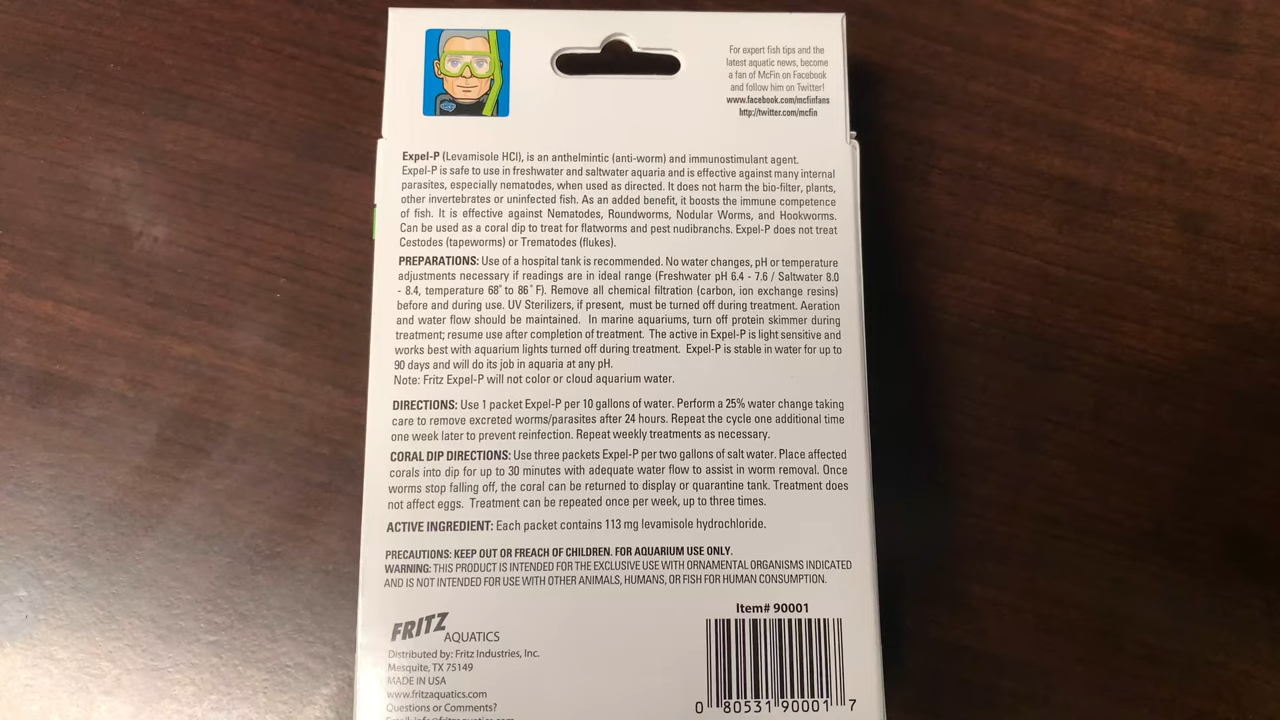 For expert fish tips and the
latest aquatic news, become
a fan of McFin on Facebook
and follow him on Twitter!
www.facebook.com/mcfinfans
http://twitter.com/mcfin
Expel-P (Levamisole HCl), is an anthelmintic (anti-worm) and immunostimulant agent.
Expel-P is safe to use in freshwater and saltwater aquaria and is effective against many internal
parasites, especially nematodes, when used as directed. It does not harm the bio-filter, plants,
other invertebrates or uninfected fish. As an added benefit, it boosts the immune competence
of fish. It is effective against Nematodes, Roundworms, Nodular Worms, and Hookworms.
Can be used as a coral dip to treat for flatworms and pest nudibranchs. Expel-P does not treat
Cestodes (tapeworms) or Trematodes (flukes).
PREPARATIONS: Use of a hospital tank is recommended. No water changes, pH or temperature
adjustments necessary if readings are in ideal range (Freshwater pH 6.4 - 7.6 / Saltwater 8.0
- 8.4, temperature 68° to 86° F). Remove all chemical filtration (carbon, ion exchange resins)
before and during use. UV Sterilizers, if present, must be turned off during treatment. Aeration
and water flow should be maintained. In marine aquariums, turn off protein skimmer during
treatment; resume use after completion of treatment. The active in Expel-P is light sensitive and
works best with aquarium lights turned off during treatment. Expel-P is stable in water for up to
90 days and will do its job in aquaria at any pH.
Note: Fritz Expel-P will not color or cloud aquarium water.
DIRECTIONS: Use 1 packet Expel-P per 10 gallons of water. Perform a 25% water change taking
care to remove excreted worms/parasites after 24 hours. Repeat the cycle one additional time
one week later to prevent reinfection. Repeat weekly treatments as necessary.
CORAL DIP DIRECTIONS: Use three packets Expel-P per two gallons of salt water. Place affected
corals into dip for up to 30 minutes with adequate water flow to assist in worm removal. Once
worms stop falling off, the coral can be returned to display or quarantine tank. Treatment does
not affect eggs. Treatment can be repeated once per week, up to three times.
ACTIVE INGREDIENT: Each packet contains 113 mg levamisole hydrochloride.
PRECAUTIONS: KEEP OUT OF FREACH OF CHILDREN. FOR AQUARIUM USE ONLY.
WARNING: THIS PRODUCT IS INTENDED FOR THE EXCLUSIVE USE WITH ORNAMENTAL ORGANISMS INDICATED
AND IS NOT INTENDED FOR USE WITH OTHER ANIMALS, HUMANS, OR FISH FOR HUMAN CONSUMPTION.
Item# 90001
FRITZ AQUATICS
Distributed by: Fritz Industries, Inc.
Mesquite, TX 75149
MADE IN USA
www.fritzaquatics.com
Questions or Comments?
0 80531 90001 7